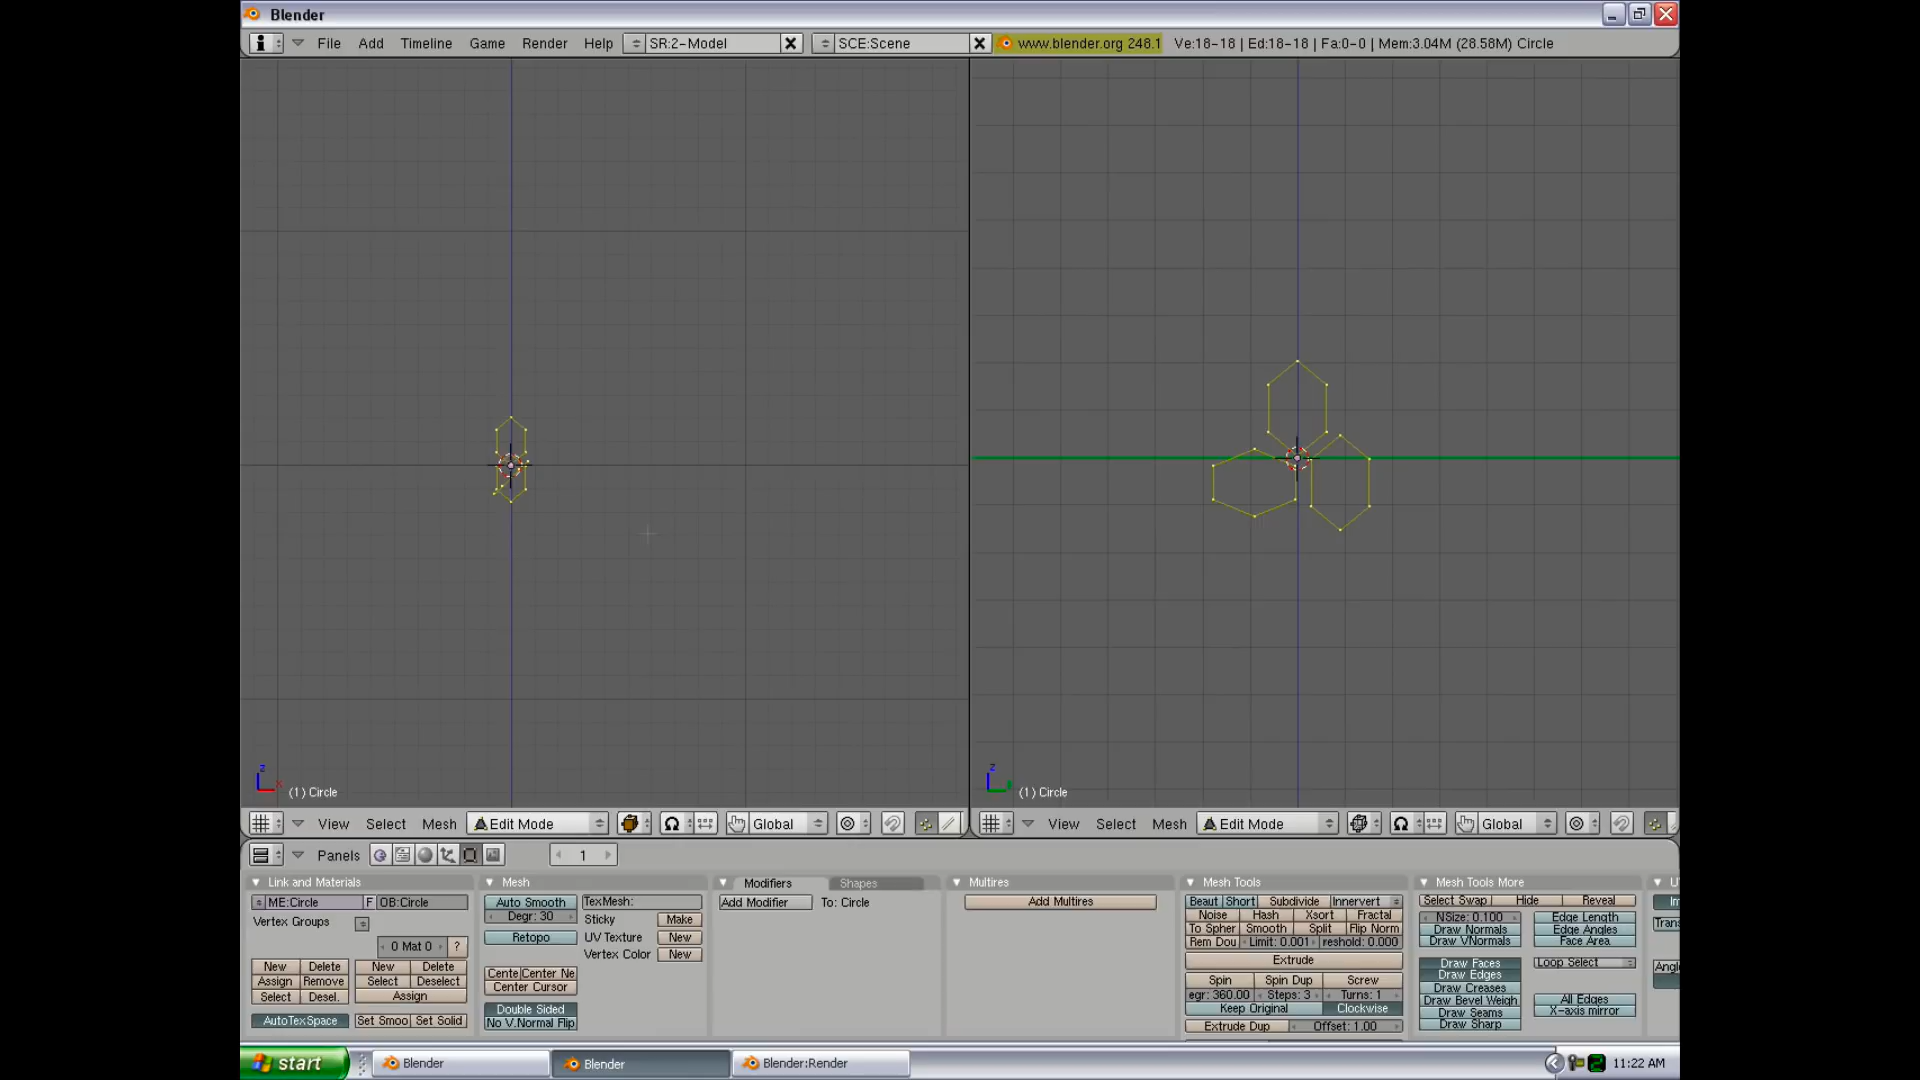 Blender
File Add Timeline Game Render Help SR:2-Model SCE:Scene www.blender.org 248.1 Ve:18-18 | Ed:18-18 | Fa:0-0 | Mem:3.04M (28.58M) Circle
z x (1) Circle
z (1) Circle
View Select Mesh Edit Mode Global
View Select Mesh Edit Mode Global
Panels 1
Link and Materials
ME:Circle F OB:Circle
Vertex Groups
0 Mat 0 ?
New Delete New Delete
Assign Remove Select Deselect
Select Desel. Assign
AutoTexSpace Set Smoo Set Solid
Mesh
Auto Smooth TexMesh:
Degr: 30 Sticky Make
Retopo UV Texture New
Vertex Color New
Cente Center Ne
Center Cursor
Double Sided
No V.Normal Flip
Modifiers Shapes
Add Modifier To: Circle
Multires
Add Multires
Mesh Tools
Beaut Short Subdivide Innervert
Noise Hash Xsort Fractal
To Spher Smooth Split Flip Norm
Rem Dou Limit: 0.001 reshold: 0.000
Extrude
Spin Spin Dup Screw
egr: 360.00 Steps: 3 Turns: 1
Keep Original Clockwise
Extrude Dup Offset: 1.00
Mesh Tools More
Select Swap Hide Reveal
NSize: 0.100 Edge Length
Draw Normals Edge Angles
Draw VNormals Face Area
Draw Faces Loop Select
Draw Edges
Draw Creases
Draw Bevel Weigh All Edges
Draw Seams X-axis mirror
Draw Sharp
Trans
Angle
start Blender Blender Blender:Render 11:22 AM